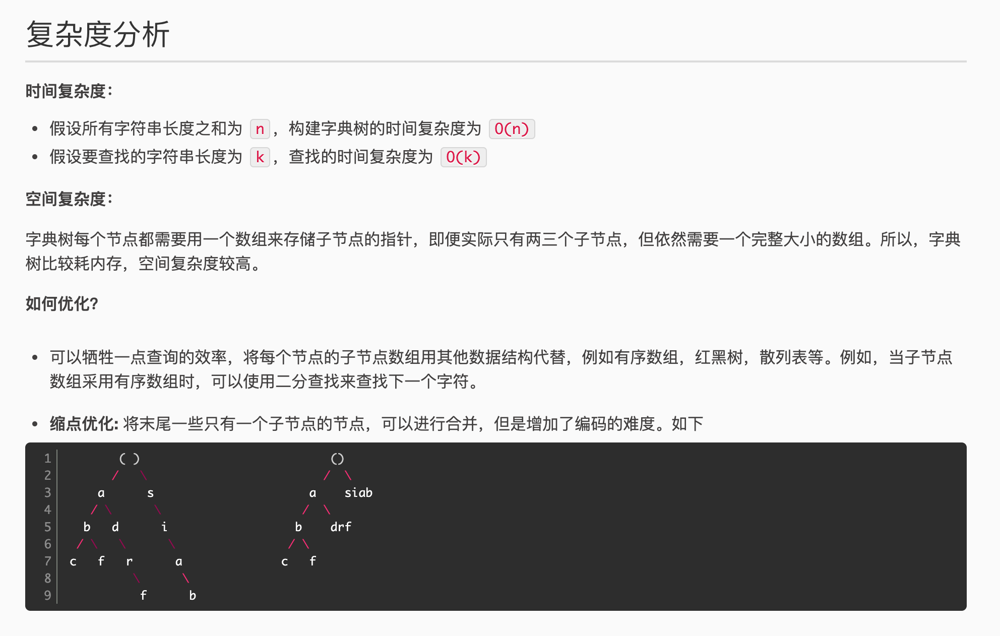 复杂度分析
时间复杂度：
• 假设所有字符串长度之和为 n，构建字典树的时间复杂度为 O(n)
• 假设要查找的字符串长度为 k，查找的时间复杂度为 O(k)
空间复杂度：
字典树每个节点都需要用一个数组来存储子节点的指针，即便实际只有两三个子节点，但依然需要一个完整大小的数组。所以，字典
树比较耗内存，空间复杂度较高。
如何优化？
• 可以牺牲一点查询的效率，将每个节点的子节点数组用其他数据结构代替，例如有序数组，红黑树，散列表等。例如，当子节点
数组采用有序数组时，可以使用二分查找来查找下一个字符。
• 缩点优化: 将末尾一些只有一个子节点的节点，可以进行合并，但是增加了编码的难度。如下
1        ( )                           ()
2       /   \                         /  \
3     a      s                      a    siab
4    / \      \                    /  \
5   b   d      i                  b    drf
6  / \   \      \                / \
7 c   f   r      a              c   f
8          \      \
9           f      b